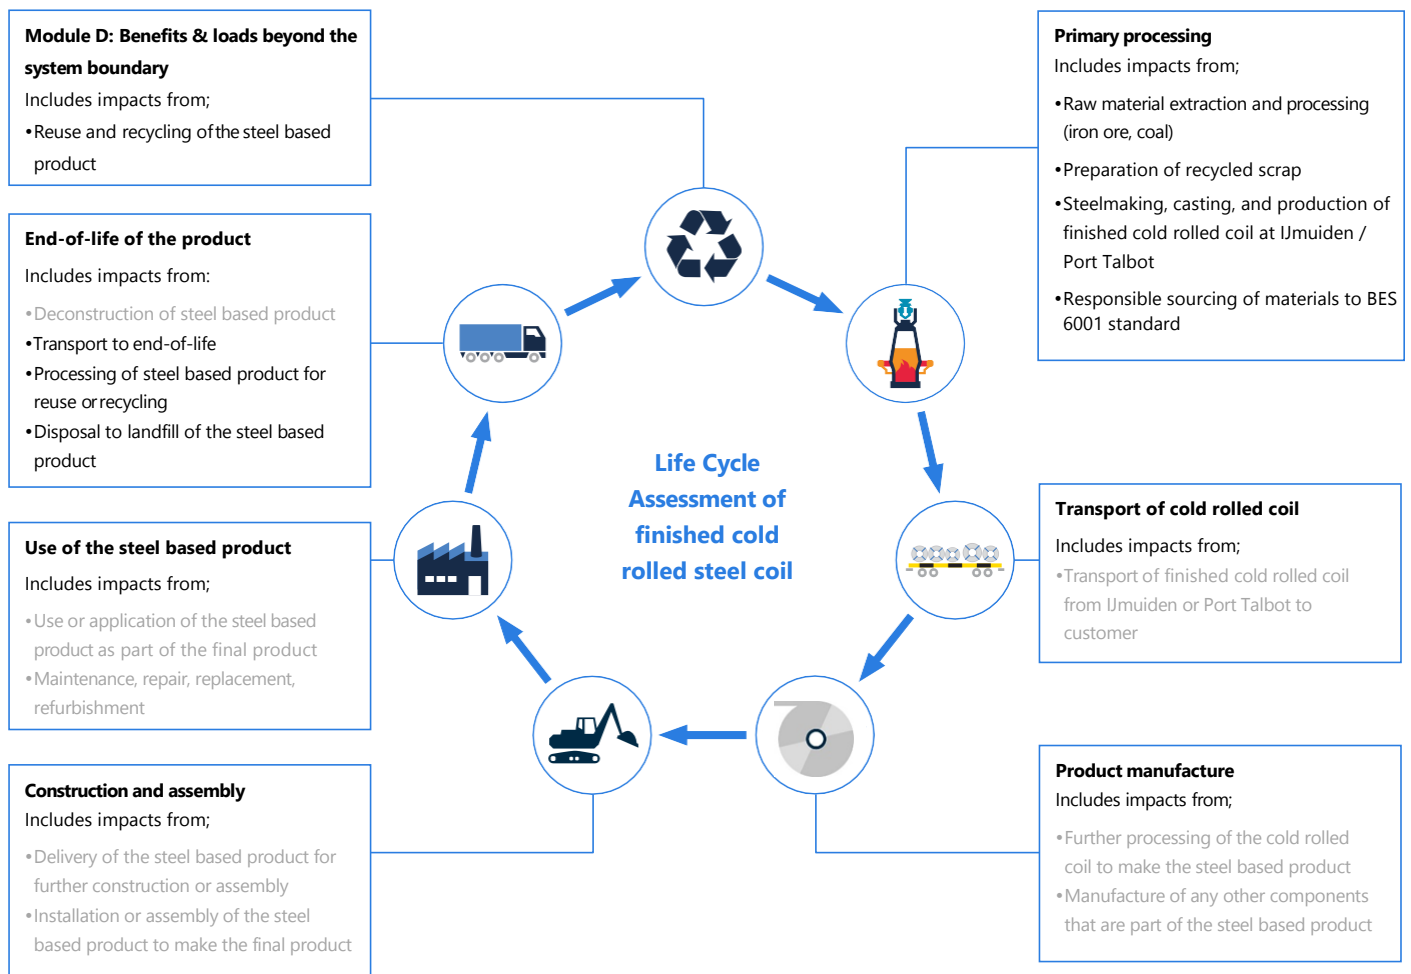 Module D: Benefits & loads beyond the
system boundary
Includes impacts from;
•Reuse and recycling of the steel based
product
End-of-life of the product
Includes impacts from:
•Deconstruction of steel based product
•Transport to end-of-life
•Processing of steel based product for
reuse or recycling
•Disposal to landfill of the steel based
product
Use of the steel based product
Includes impacts from;
•Use or application of the steel based
product as part of the final product
•Maintenance, repair, replacement,
refurbishment
Construction and assembly
Includes impacts from;
•Delivery of the steel based product for
further construction or assembly
•Installation or assembly of the steel
based product to make the final product
Life Cycle
Assessment of
finished cold
rolled steel coil
Primary processing
Includes impacts from;
•Raw material extraction and processing
(iron ore, coal)
•Preparation of recycled scrap
•Steelmaking, casting, and production of
finished cold rolled coil at IJmuiden /
Port Talbot
•Responsible sourcing of materials to BES
6001 standard
Transport of cold rolled coil
Includes impacts from;
•Transport of finished cold rolled coil
from IJmuiden or Port Talbot to
customer
Product manufacture
Includes impacts from;
•Further processing of the cold rolled
coil to make the steel based product
•Manufacture of any other components
that are part of the steel based product